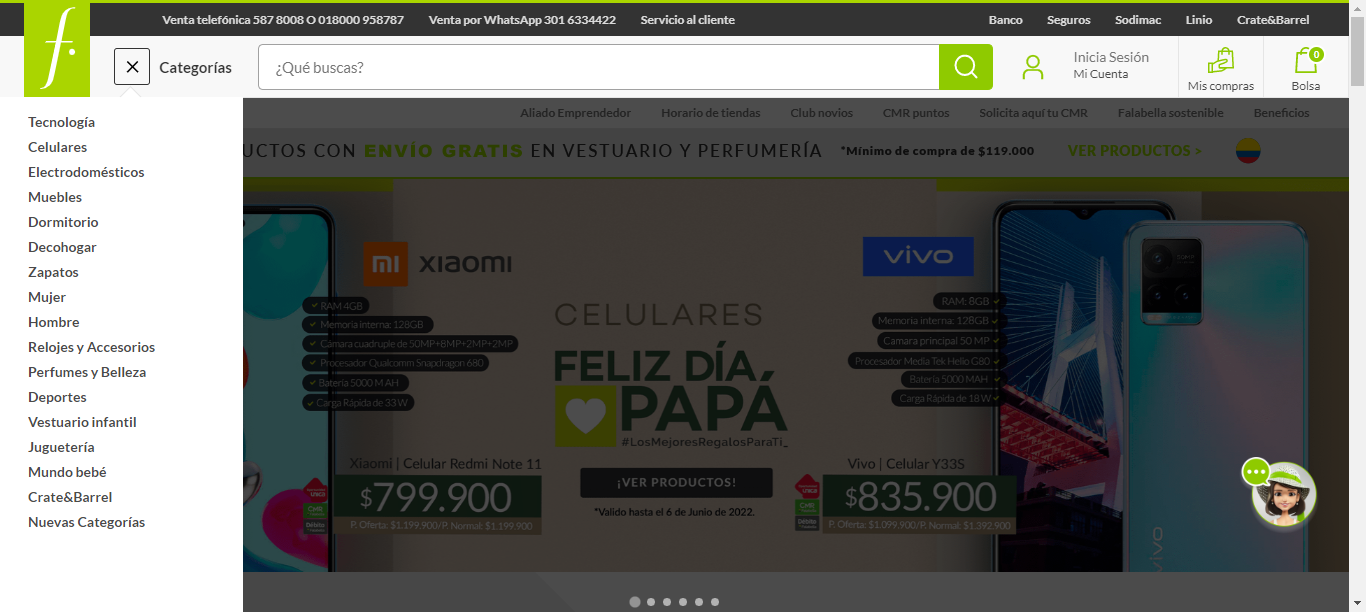 Venta telefónica 587 8008 O 018000 958787 Venta por WhatsApp 301 6334422 Servicio al cliente Banco Seguros Sodimac Linio Crate&Barrel
f.
Categorías
¿Qué buscas?
Inicia Sesión
Mi Cuenta
Mis compras
0
Bolsa
Tecnología
Celulares
Electrodomésticos
Muebles
Dormitorio
Decohogar
Zapatos
Mujer
Hombre
Relojes y Accesorios
Perfumes y Belleza
Deportes
Vestuario infantil
Juguetería
Mundo bebé
Crate&Barrel
Nuevas Categorías
Aliado Emprendedor Horario de tiendas Club novios CMR puntos Solicita aquí tu CMR Falabella sostenible Beneficios
UCTOS CON ENVÍO GRATIS EN VESTUARIO Y PERFUMERÍA *Mínimo de compra de $119.000 VER PRODUCTOS >
mi xiaomi
RAM 4GB
Memoria interna: 128GB
Cámara cuadruple de 50MP+8MP+2MP+2MP
Procesador Qualcomm Snapdragon 680
Batería 5000 M AH
Carga Rápida de 33 W
Xiaomi | Celular Redmi Note 11
ÚNICA
CMR
Débito
$799.900
P. Oferta: $1.199.900/P. Normal: $1.199.900
CELULARES
FELIZ DÍA,
PAPÁ
#LosMejoresRegalosParaTi_
¡VER PRODUCTOS!
*Valido hasta el 6 de Junio de 2022.
vivo
RAM: 8GB
Memoria interna: 128GB
Camara principal 50 MP
Procesador Media Tek Helio G80
Bateria 5000 MAH
Carga Rápida de 18 W
Vivo | Celular Y33S
ÚNICA
CMR
Débito
$835.900
P. Oferta: $1.099.900/P. Normal: $1.392.900
vivo